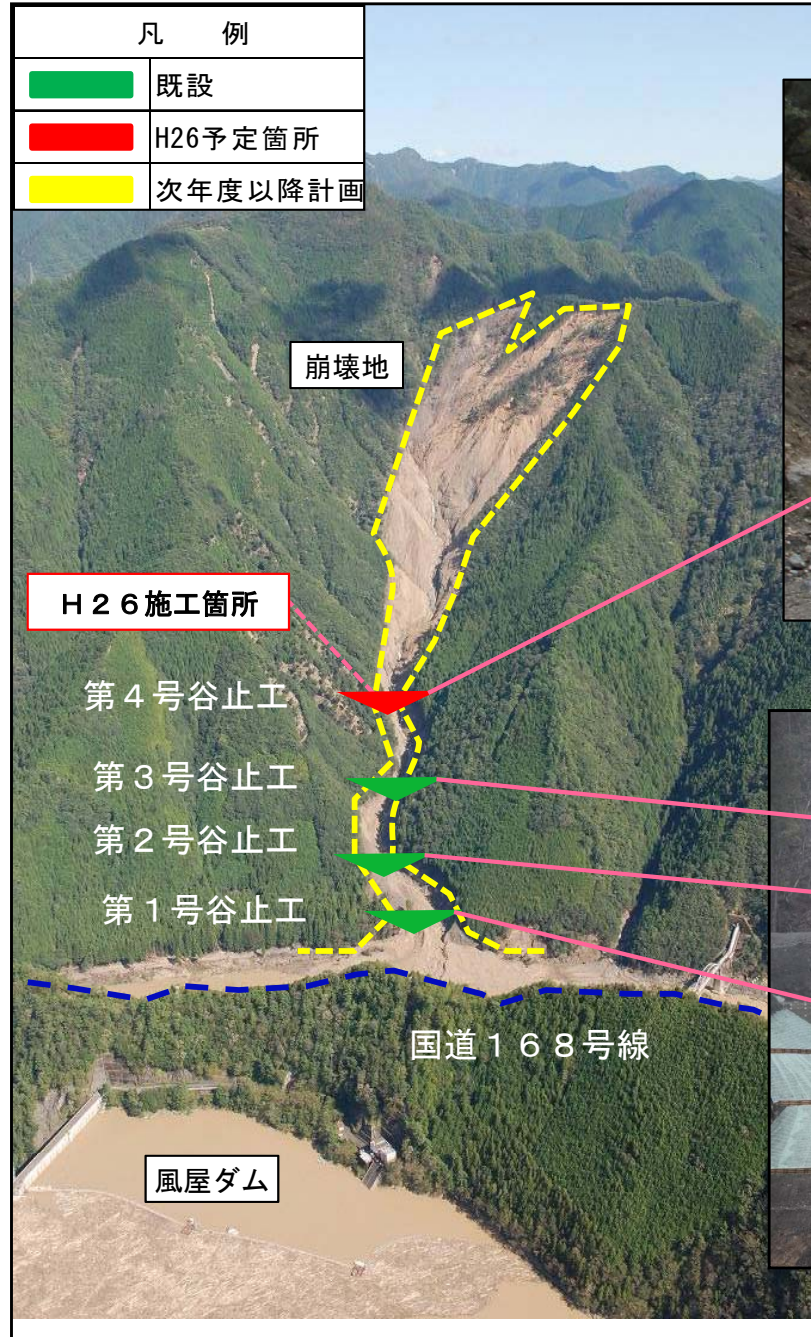 凡　例
既設
H26予定箇所
次年度以降計画
崩壊地
Ｈ２６施工箇所
第４号谷止工
第３号谷止工
第２号谷止工
第１号谷止工
国道１６８号線
風屋ダム